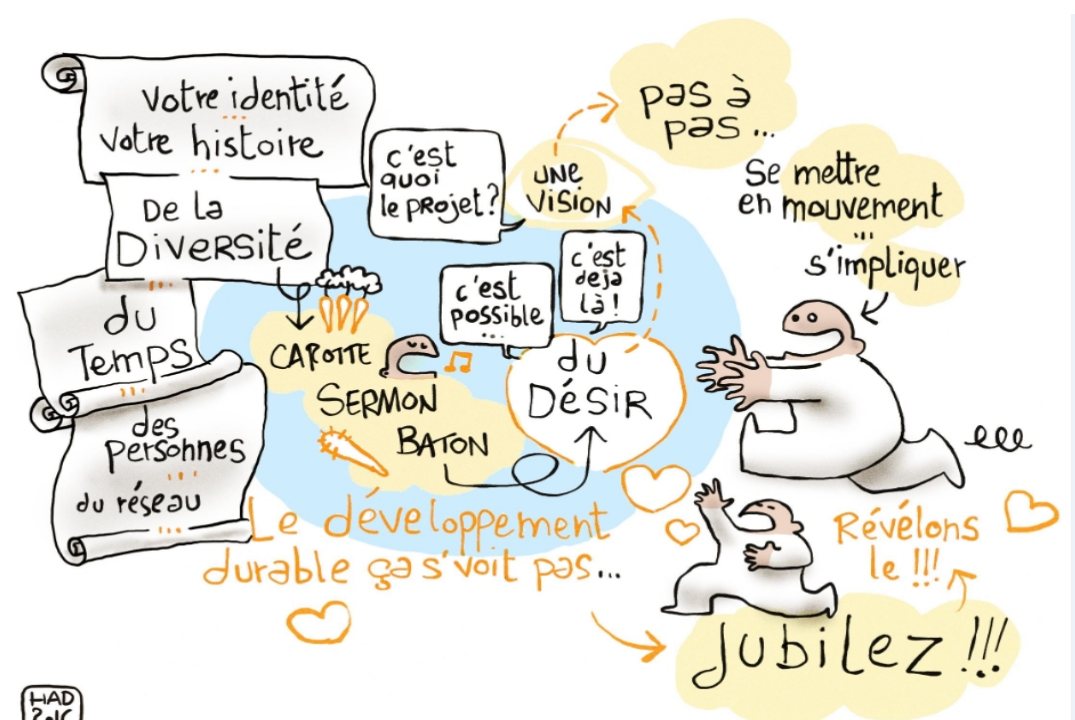 Votre identité
...
votre histoire
...
De la
Diversité
...
du
Temps
...
des
personnes
...
du réseau
...
CAROTTE
SERMON
BATON
c'est
quoi
le projet?
UNE
VISION
c'est
possible
...
c'est
deja
là!
du
DéSiR
pas à
pas...
Se mettre
en mouvement
...
s'impliquer
Le développement
durable ça s'voit pas...
Révélons
le!!!
Jubilez!!!
HAD